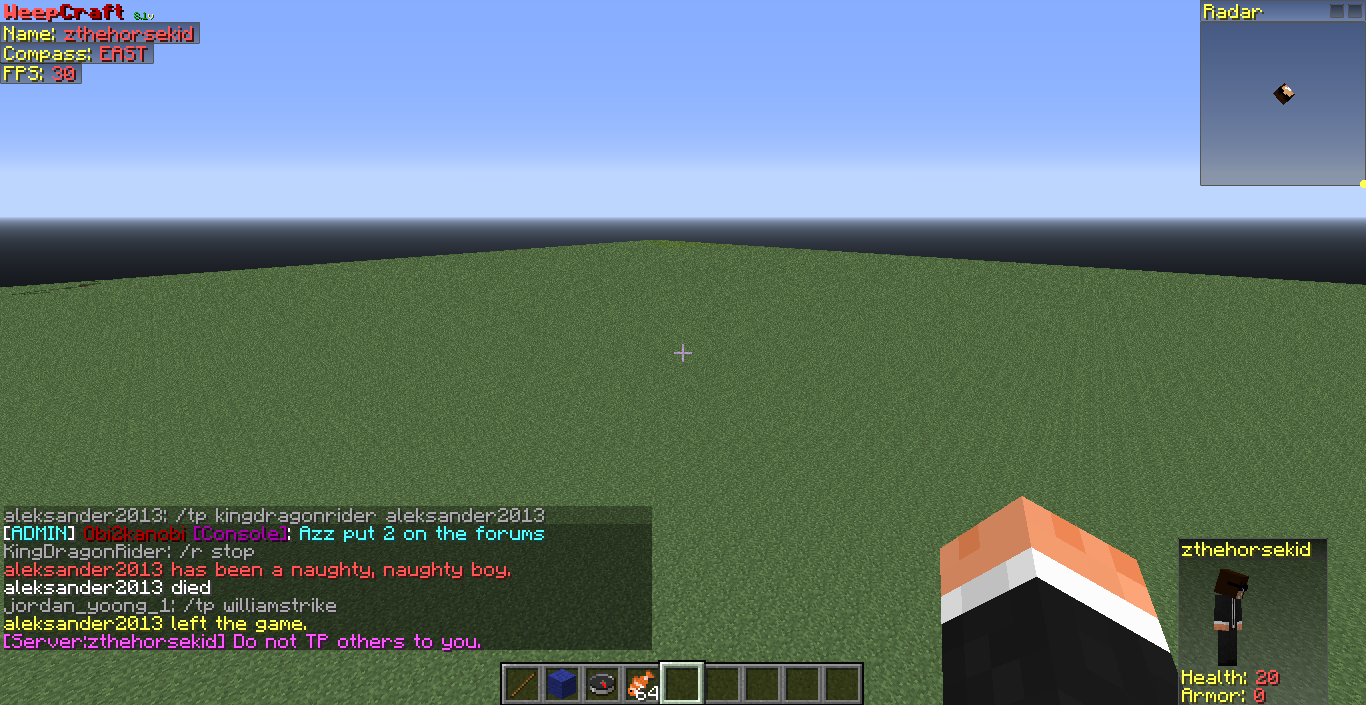 WeepCraft 8.1v
Name: zthehorsekid
Compass: EAST
FPS: 30
Radar
aleksander2013: /tp kingdragonrider aleksander2013
[ADMIN] Obi2kanobi [Console]: Azz put 2 on the forums
KingDragonRider: /r stop
aleksander2013 has been a naughty, naughty boy.
aleksander2013 died
jordan_yoong_1: /tp williamstrike
aleksander2013 left the game.
[Server:zthehorsekid] Do not TP others to you.
64
zthehorsekid
Health: 20
Armor: 0